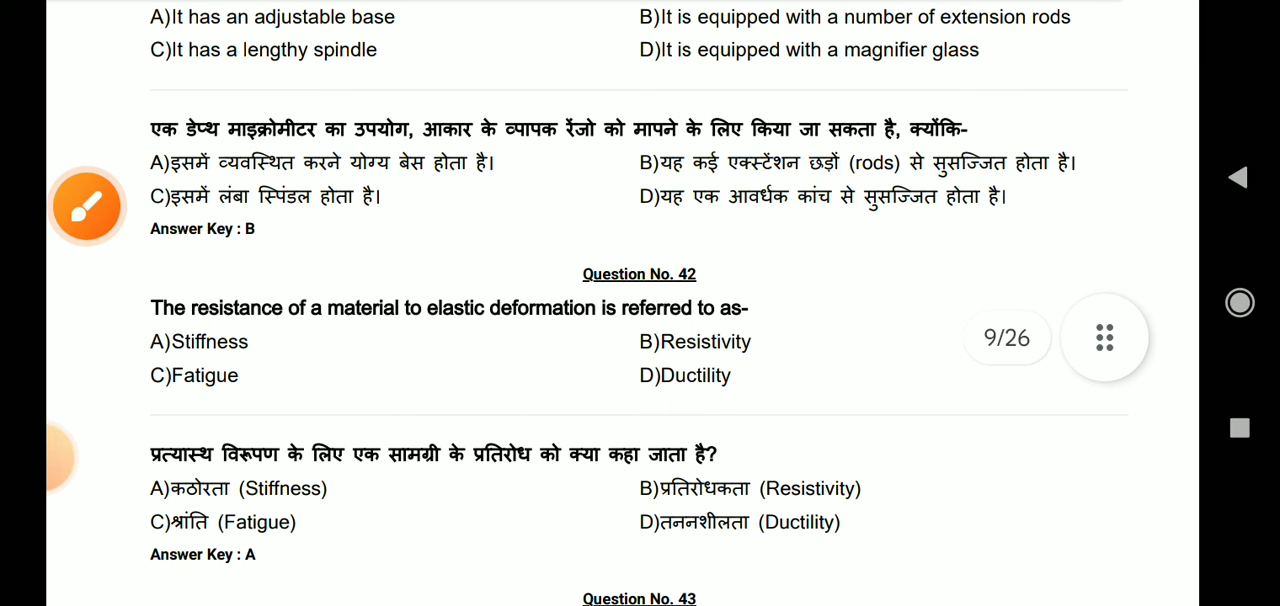 A)It has an adjustable base B)It is equipped with a number of extension rods
C)It has a lengthy spindle D)It is equipped with a magnifier glass
एक डेप्थ माइक्रोमीटर का उपयोग, आकार के व्यापक रेंजो को मापने के लिए किया जा सकता है, क्योंकि-
A)इसमें व्यवस्थित करने योग्य बेस होता है। B)यह कई एक्स्टेंशन छड़ों (rods) से सुसज्जित होता है।
C)इसमें लंबा स्पिंडल होता है। D)यह एक आवर्धक कांच से सुसज्जित होता है।
Answer Key : B
Question No. 42
The resistance of a material to elastic deformation is referred to as-
A)Stiffness B)Resistivity
9/26
C)Fatigue D)Ductility
प्रत्यास्थ विरूपण के लिए एक सामग्री के प्रतिरोध को क्या कहा जाता है?
A)कठोरता (Stiffness) B)प्रतिरोधकता (Resistivity)
C)श्रांति (Fatigue) D)तननशीलता (Ductility)
Answer Key : A
Question No. 43